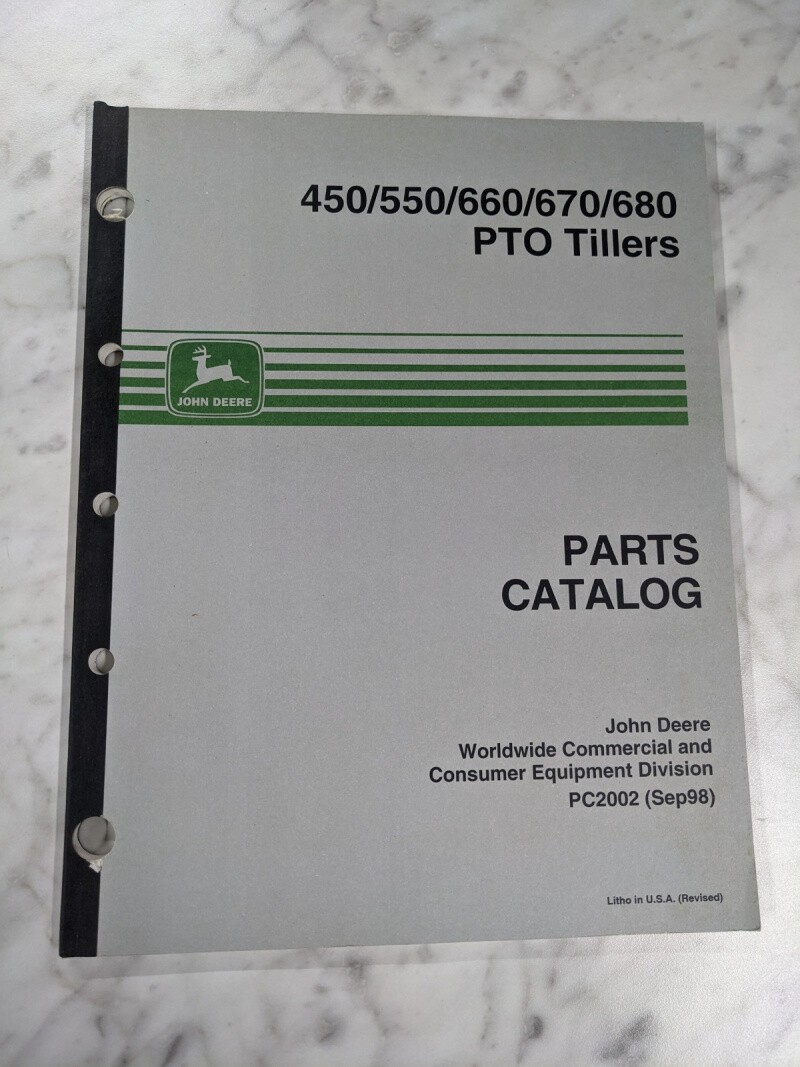 450/550/660/670/680
PTO Tillers
JOHN DEERE
PARTS
CATALOG
John Deere
Worldwide Commercial and
Consumer Equipment Division
PC2002 (Sep98)
Litho in U.S.A. (Revised)